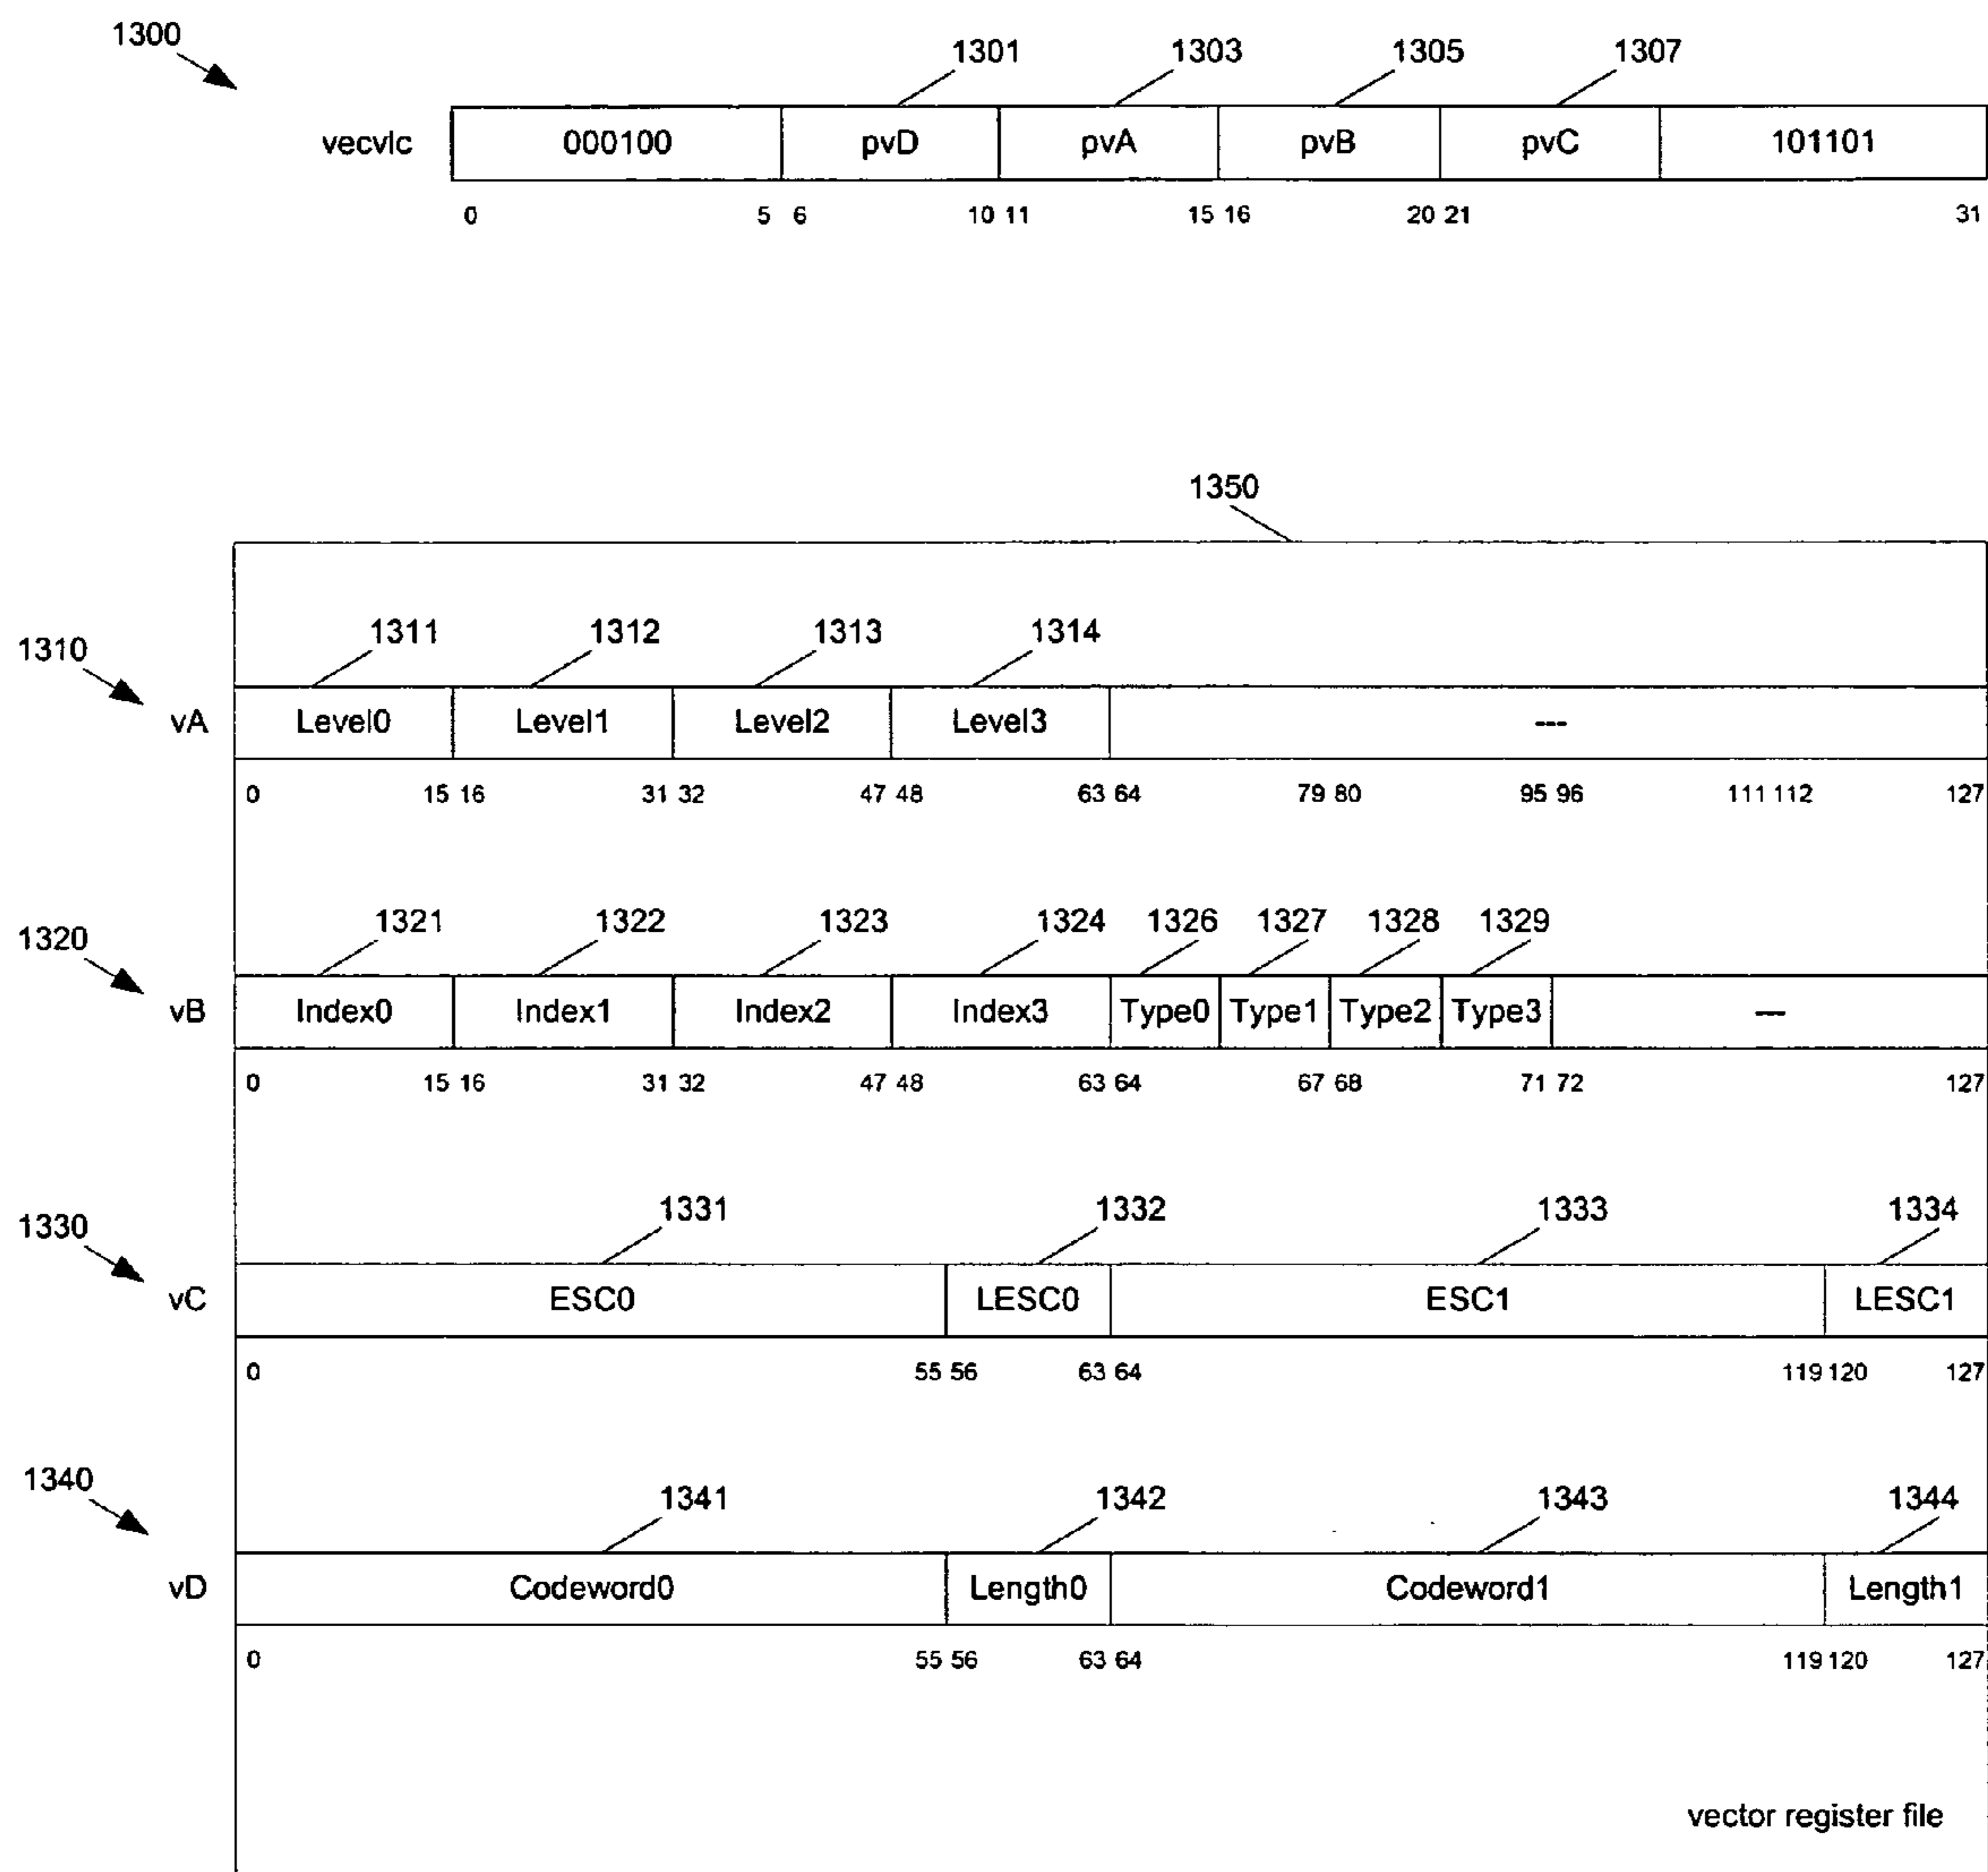 1300
1301 1303 1305 1307
vecvlc 000100 pvD pvA pvB pvC 101101
0 5 6 10 11 15 16 20 21 31
1350
1310 1311 1312 1313 1314
vA Level0 Level1 Level2 Level3 ---
0 15 16 31 32 47 48 63 64 79 80 95 96 111 112 127
1320 1321 1322 1323 1324 1326 1327 1328 1329
vB Index0 Index1 Index2 Index3 Type0 Type1 Type2 Type3 ---
0 15 16 31 32 47 48 63 64 67 68 71 72 127
1330 1331 1332 1333 1334
vC ESC0 LESC0 ESC1 LESC1
0 55 56 63 64 119 120 127
1340 1341 1342 1343 1344
vD Codeword0 Length0 Codeword1 Length1
0 55 56 63 64 119 120 127
vector register file